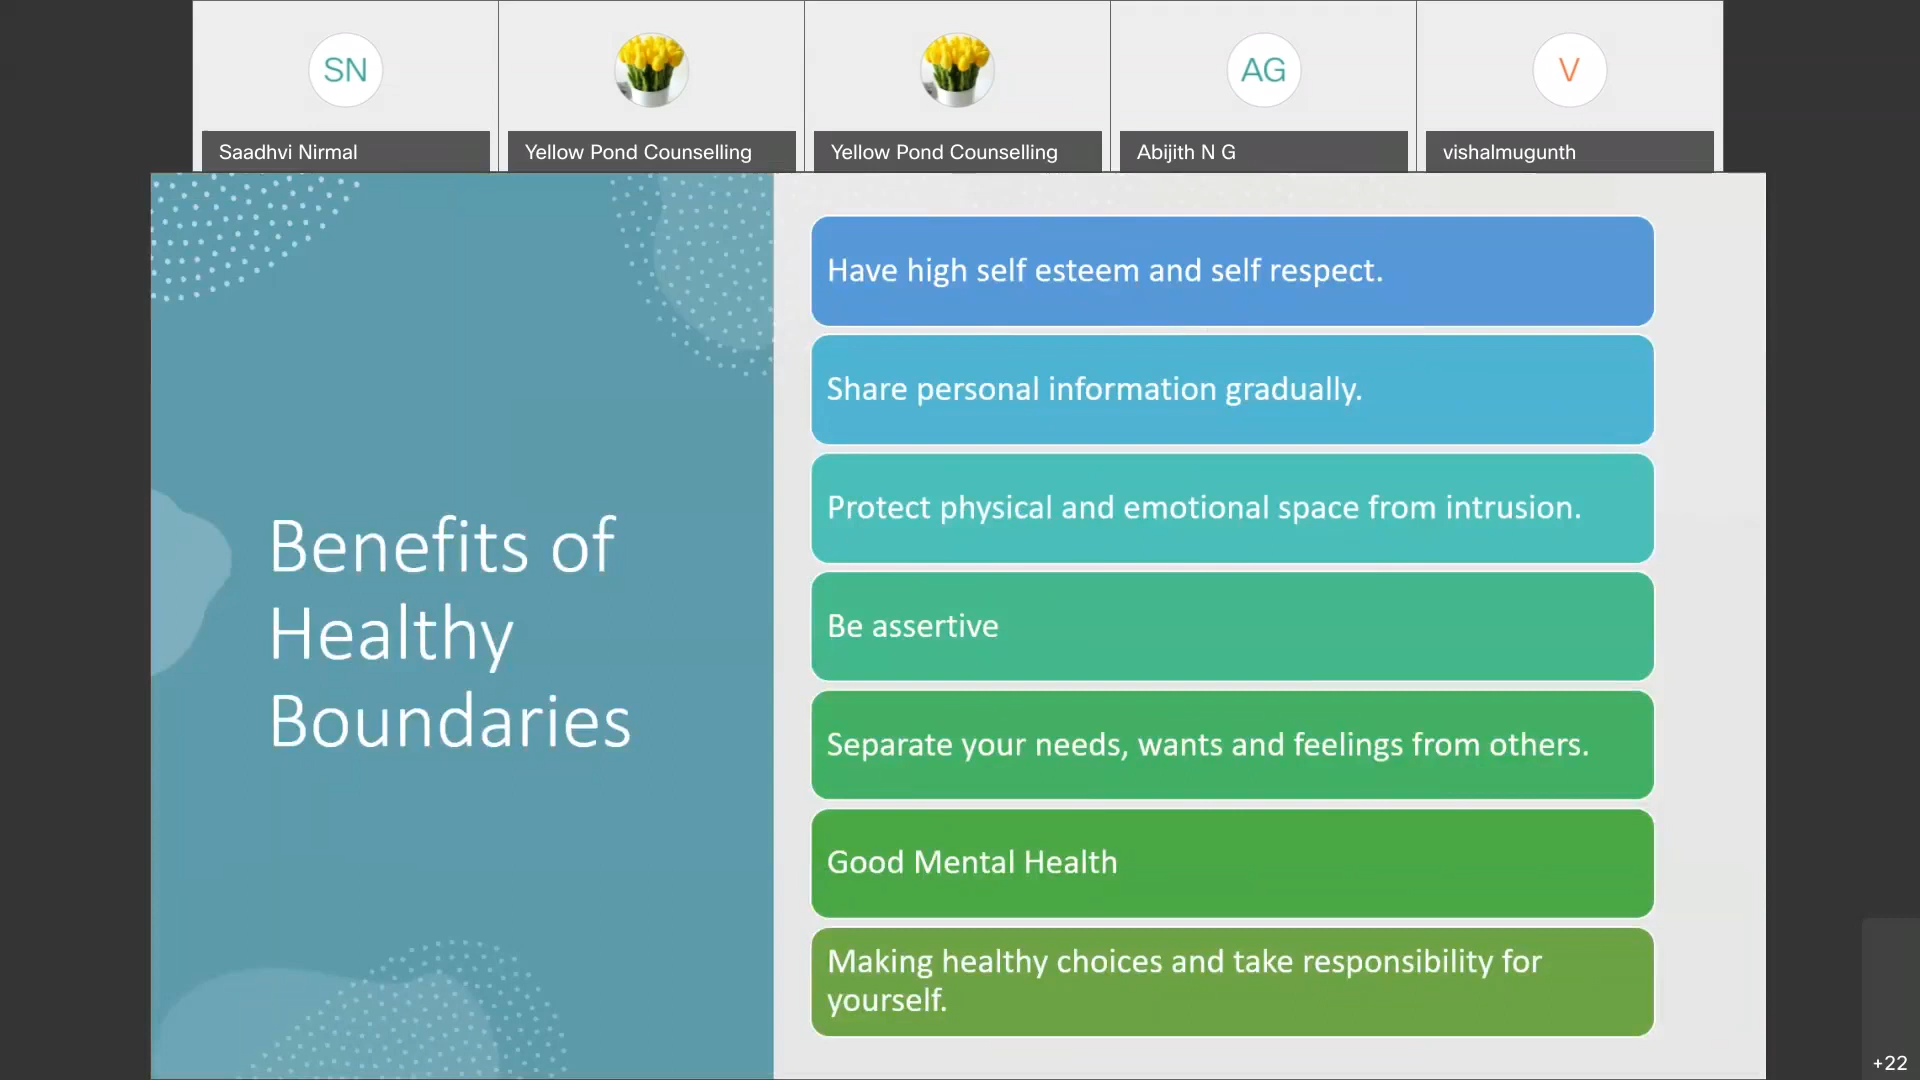 SN
AG
V
Saadhvi Nirmal
Yellow Pond Counselling
Yellow Pond Counselling
Abijith N G
vishalmugunth
Benefits of
Healthy
Boundaries
Have high self esteem and self respect.
Share personal information gradually.
Protect physical and emotional space from intrusion.
Be assertive
Separate your needs, wants and feelings from others.
Good Mental Health
Making healthy choices and take responsibility for
yourself.
+22